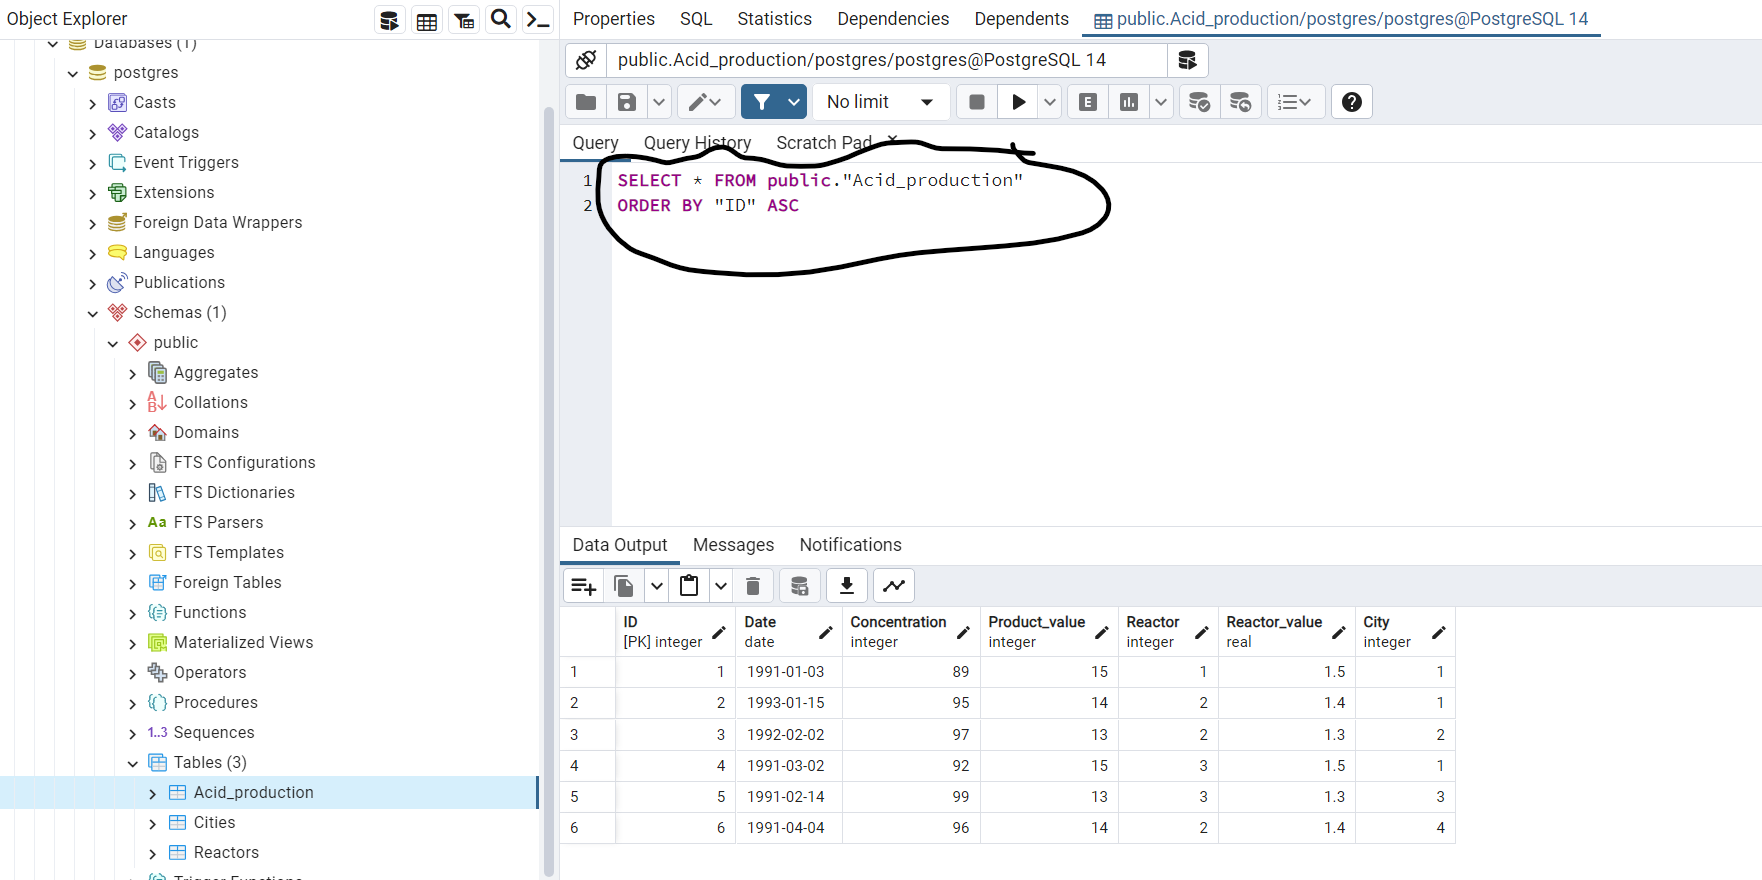 Object Explorer
Databases (1)
postgres
Casts
Catalogs
Event Triggers
Extensions
Foreign Data Wrappers
Languages
Publications
Schemas (1)
public
Aggregates
Collations
Domains
FTS Configurations
FTS Dictionaries
Aa FTS Parsers
FTS Templates
Foreign Tables
Functions
Materialized Views
Operators
Procedures
1..3 Sequences
Tables (3)
Acid_production
Cities
Reactors
Trigger Functions
Properties SQL Statistics Dependencies Dependents public.Acid_production/postgres/postgres@PostgreSQL 14
public.Acid_production/postgres/postgres@PostgreSQL 14
No limit E
Query Query History Scratch Pad
1 SELECT * FROM public."Acid_production"
2 ORDER BY "ID" ASC
Data Output Messages Notifications
ID Date Concentration Product_value Reactor Reactor_value City
[PK] integer date integer integer integer real integer
1 1 1991-01-03 89 15 1 1.5 1
2 2 1993-01-15 95 14 2 1.4 1
3 3 1992-02-02 97 13 2 1.3 2
4 4 1991-03-02 92 15 3 1.5 1
5 5 1991-02-14 99 13 3 1.3 3
6 6 1991-04-04 96 14 2 1.4 4